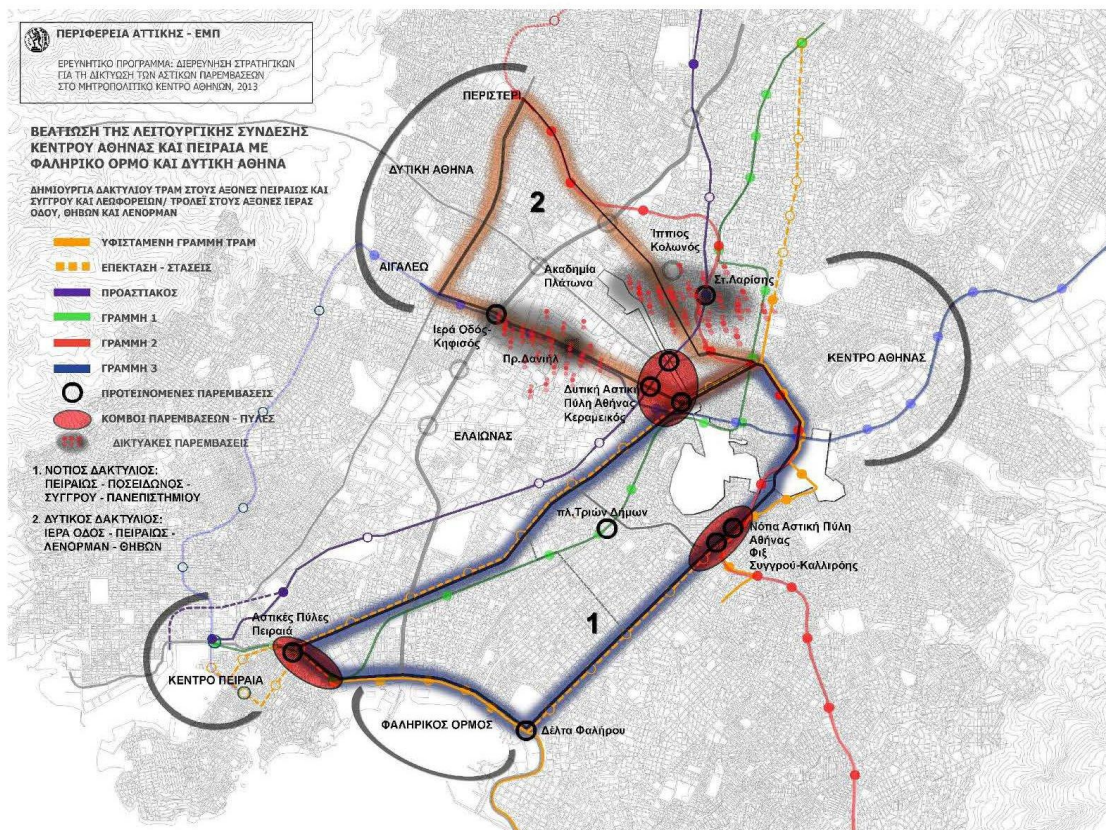 ΠΕΡΙΦΕΡΕΙΑ ΑΤΤΙΚΗΣ - ΕΜΠ
ΕΡΕΥΝΗΤΙΚΟ ΠΡΟΓΡΑΜΜΑ: ΔΙΕΡΕΥΝΗΣΗ ΣΤΡΑΤΗΓΙΚΩΝ
ΓΙΑ ΤΗ ΔΙΚΤΥΩΣΗ ΤΩΝ ΑΣΤΙΚΩΝ ΠΑΡΕΜΒΑΣΕΩΝ
ΣΤΟ ΜΗΤΡΟΠΟΛΙΤΙΚΟ ΚΕΝΤΡΟ ΑΘΗΝΩΝ, 2013
ΒΕΛΤΙΩΣΗ ΤΗΣ ΛΕΙΤΟΥΡΓΙΚΗΣ ΣΥΝΔΕΣΗΣ
ΚΕΝΤΡΟΥ ΑΘΗΝΑΣ ΚΑΙ ΠΕΙΡΑΙΑ ΜΕ
ΦΑΛΗΡΙΚΟ ΟΡΜΟ ΚΑΙ ΔΥΤΙΚΗ ΑΘΗΝΑ
ΔΗΜΙΟΥΡΓΙΑ ΔΑΚΤΥΛΙΟΥ ΤΡΑΜ ΣΤΟΥΣ ΑΞΟΝΕΣ ΠΕΙΡΑΙΩΣ ΚΑΙ
ΣΥΓΓΡΟΥ ΚΑΙ ΛΕΩΦΟΡΕΙΩΝ/ ΤΡΟΛΕΪ ΣΤΟΥΣ ΑΞΟΝΕΣ ΙΕΡΑΣ
ΟΔΟΥ, ΘΗΒΩΝ ΚΑΙ ΛΕΝΟΡΜΑΝ
ΥΦΙΣΤΑΜΕΝΗ ΓΡΑΜΜΗ ΤΡΑΜ
ΕΠΕΚΤΑΣΗ - ΣΤΑΣΕΙΣ
ΠΡΟΑΣΤΙΑΚΟΣ
ΓΡΑΜΜΗ 1
ΓΡΑΜΜΗ 2
ΓΡΑΜΜΗ 3
ΠΡΟΤΕΙΝΟΜΕΝΕΣ ΠΑΡΕΜΒΑΣΕΙΣ
ΚΟΜΒΟΙ ΠΑΡΕΜΒΑΣΕΩΝ - ΠΥΛΕΣ
ΔΙΚΤΥΑΚΕΣ ΠΑΡΕΜΒΑΣΕΙΣ
1. ΝΟΤΙΟΣ ΔΑΚΤΥΛΙΟΣ:
ΠΕΙΡΑΙΩΣ - ΠΟΣΕΙΔΩΝΟΣ -
ΣΥΓΓΡΟΥ - ΠΑΝΕΠΙΣΤΗΜΙΟΥ
2. ΔΥΤΙΚΟΣ ΔΑΚΤΥΛΙΟΣ:
ΙΕΡΑ ΟΔΟΣ - ΠΕΙΡΑΙΩΣ -
ΛΕΝΟΡΜΑΝ - ΘΗΒΩΝ
ΠΕΡΙΣΤΕΡΙ
ΔΥΤΙΚΗ ΑΘΗΝΑ
2
Ίππιος
Κολωνός
ΑΙΓΑΛΕΩ
Ακαδημία
Πλάτωνα
Στ.Λαρίσης
Ιερά Οδός-
Κηφισός
Πρ.Δανιήλ
ΚΕΝΤΡΟ ΑΘΗΝΑΣ
Δυτική Αστική
Πύλη Αθήνας
Κεραμεικός
ΕΛΑΙΩΝΑΣ
πλ.Τριών Δήμων
Νότια Αστική Πύλη
Αθήνας
Φιξ
Συγγρού-Καλλιρόης
1
Αστικές Πύλες
Πειραιά
ΚΕΝΤΡΟ ΠΕΙΡΑΙΑ
ΦΑΛΗΡΙΚΟΣ ΟΡΜΟΣ
Δέλτα Φαλήρου